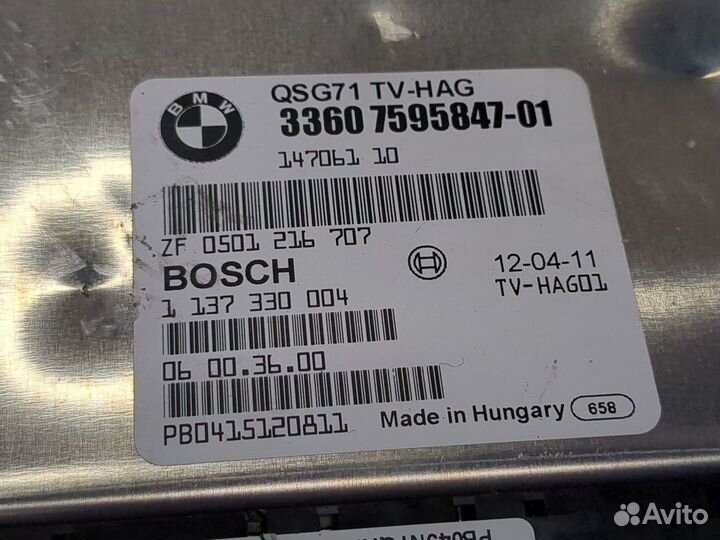 BMW
QSG71 TV-HAG
3360 7595847-01
147061 10
ZF 0501 216 707
BOSCH
12-04-11
1 137 330 004
TV-HAG01
06 00.36.00
PB0415120811
Made in Hungary 658
Avito